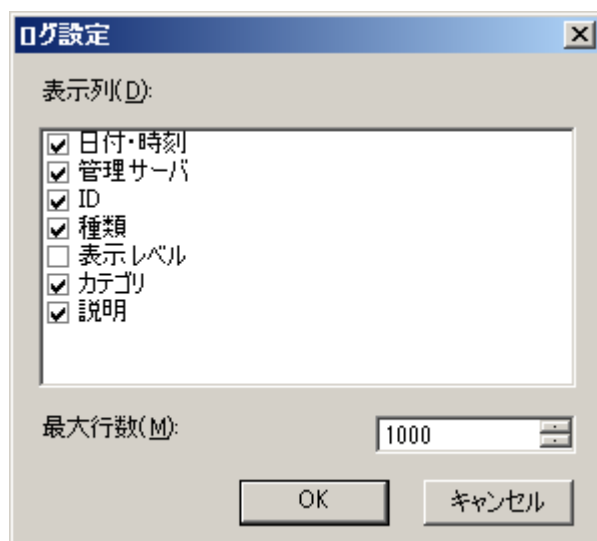 ログ設定
表示列(D):
日付・時刻
管理サーバ
ID
種類
表示レベル
カテゴリ
説明
最大行数(M):
1000
OK
キャンセル